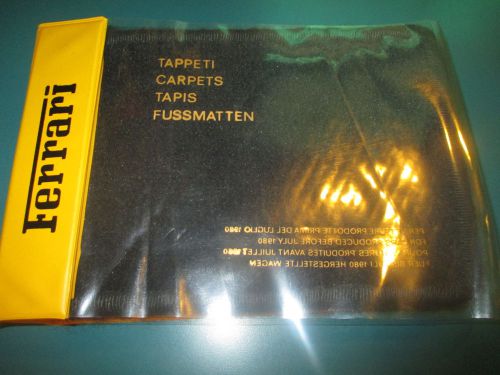 Ferrari
TAPPETI
CARPETS
TAPIS
FUSSMATTEN
PRODOTTE PRIMA DEL LUGLIO 1980
FOR PRODUCED BEFORE JULY 1980
PRODUITES AVANT JUILLET 1980
FUER 1980 HERGESTELLTE WAGEN